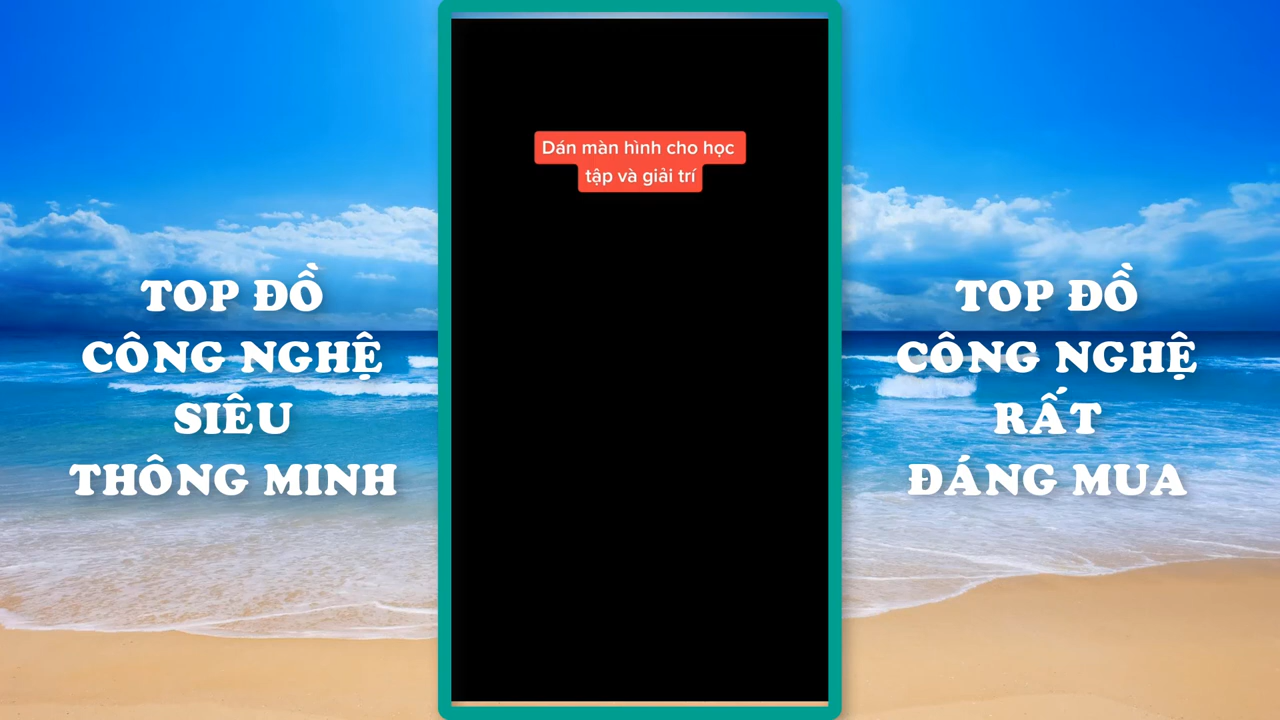 TOP ĐỒ
CÔNG NGHỆ
SIÊU
THÔNG MINH
Dán màn hình cho học
tập và giải trí
TOP ĐỒ
CÔNG NGHỆ
RẤT
ĐÁNG MUA